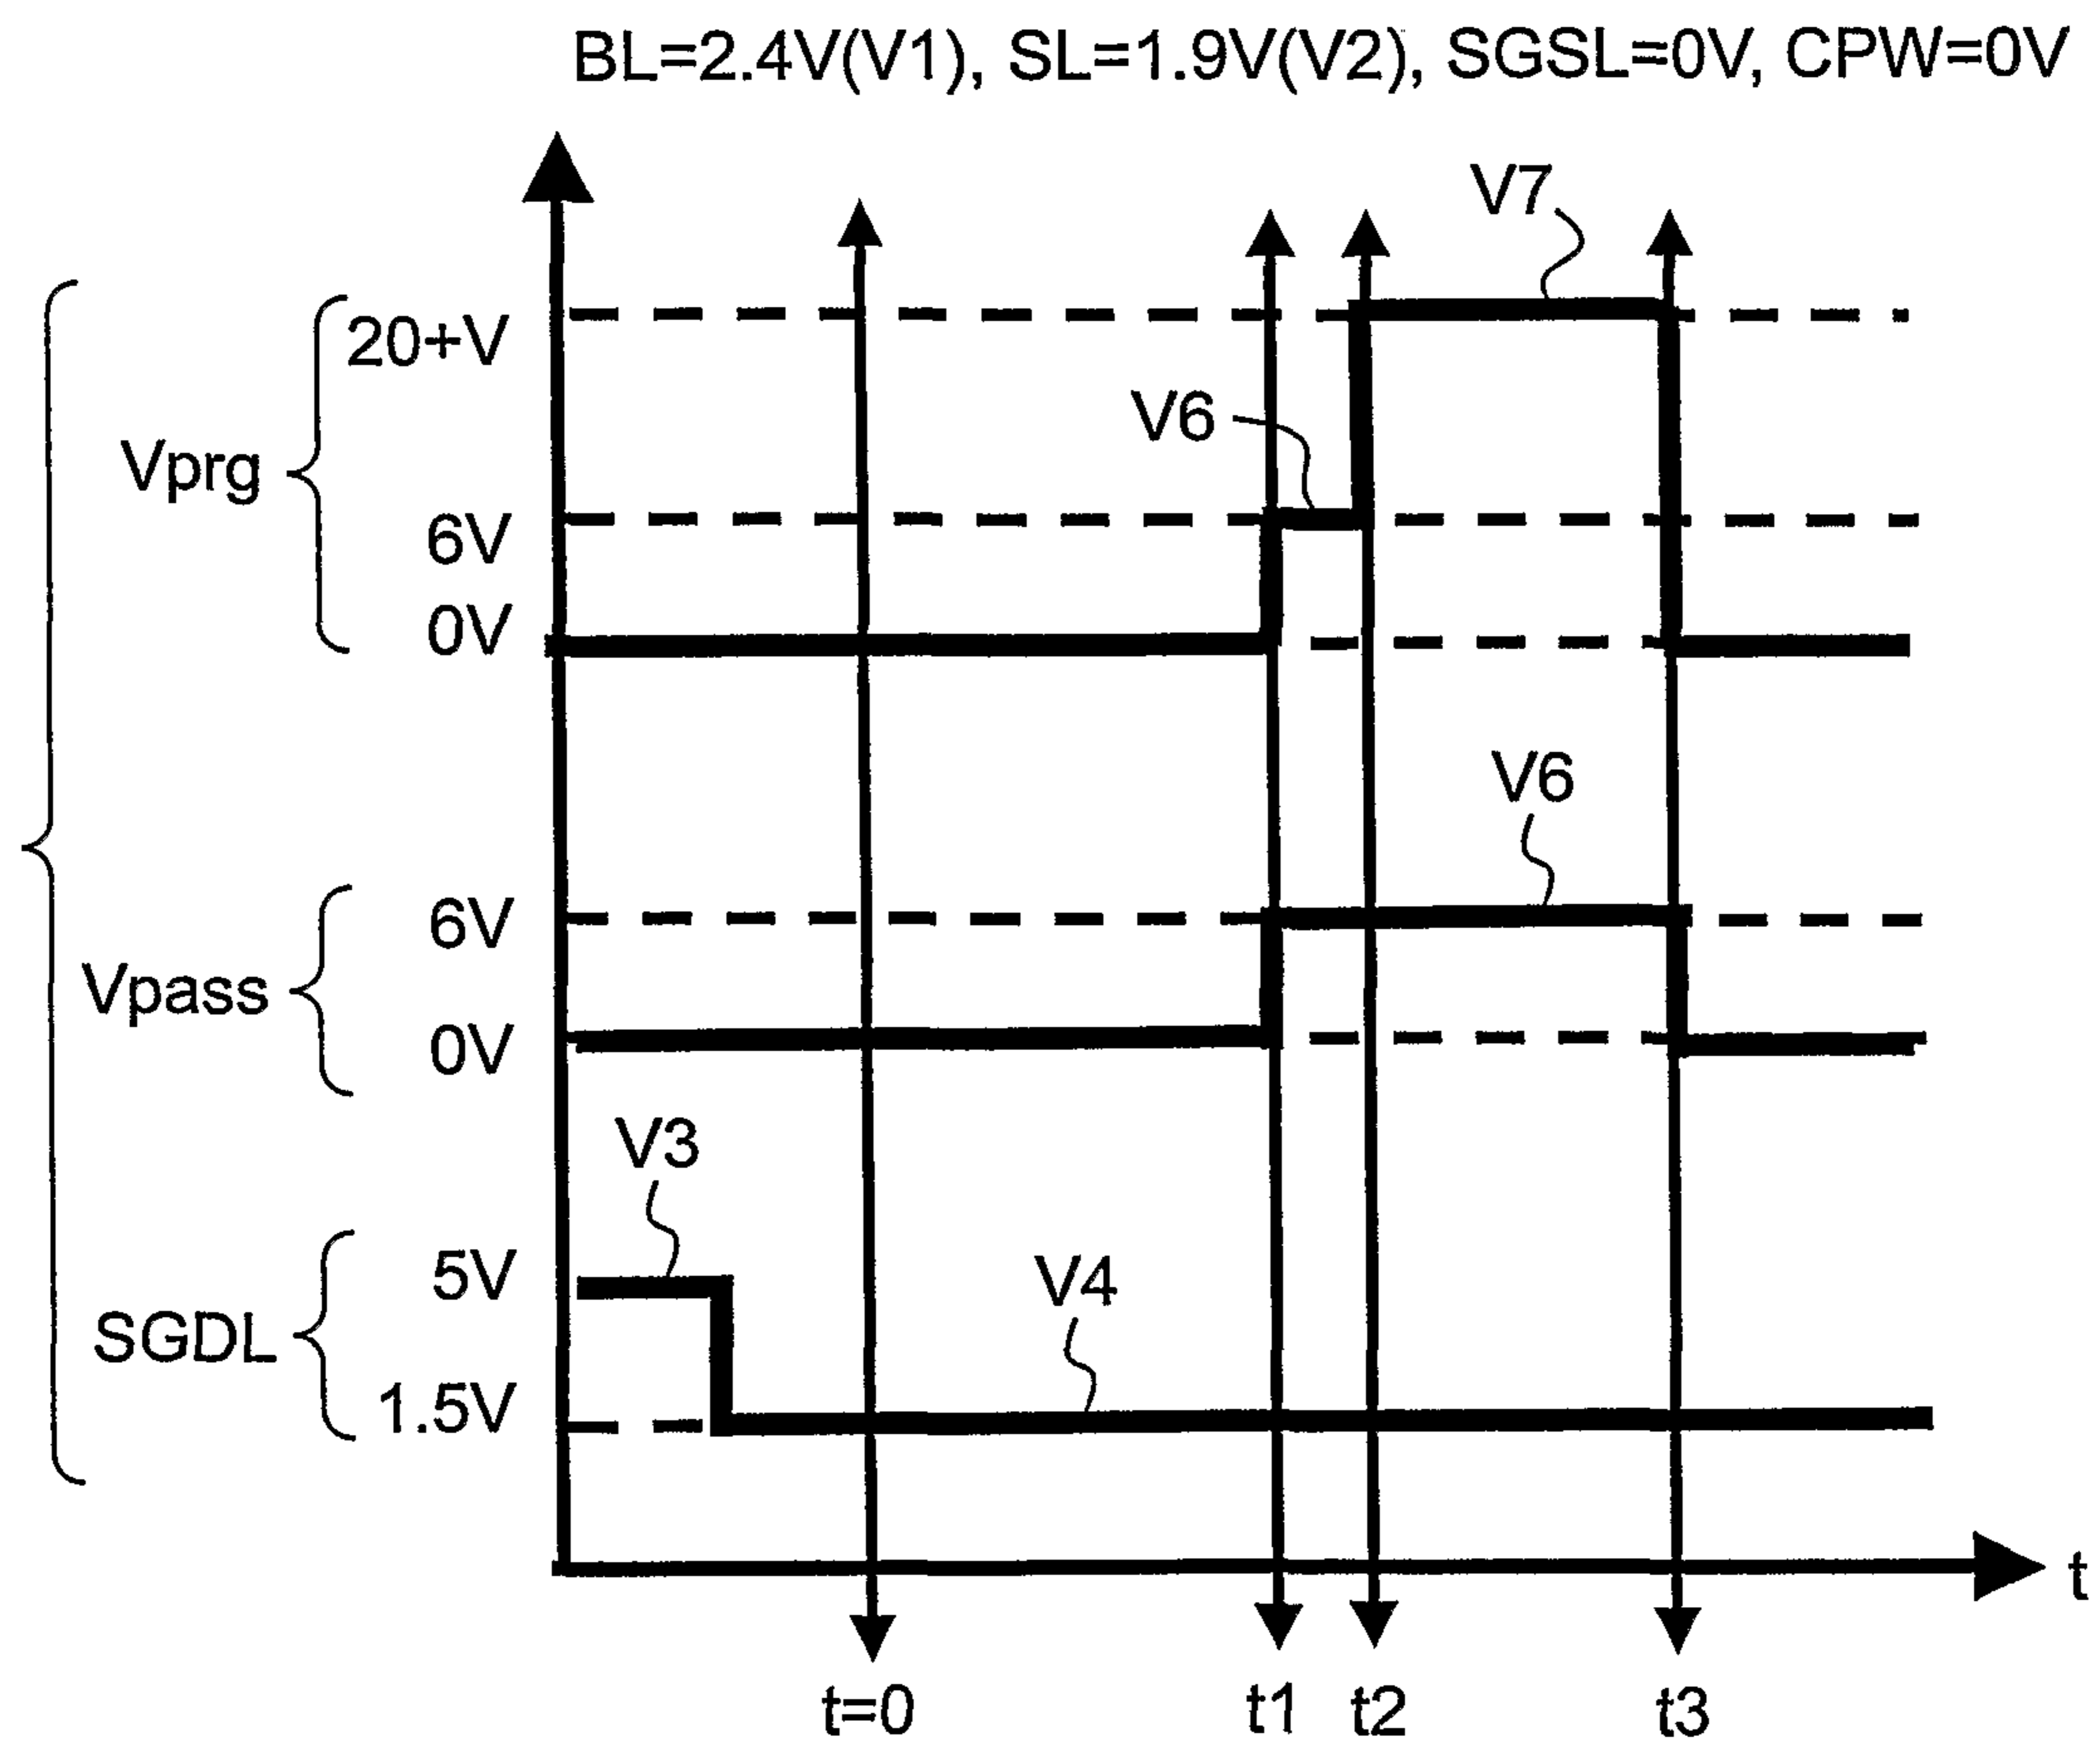 BL=2.4V(V1), SL=1.9V(V2), SGSL=0V, CPW=0V
V7
20+V
V6
Vprg
6V
0V
V6
6V
Vpass
0V
V3
5V
V4
SGDL
1.5V
t
t=0
t1
t2
t3